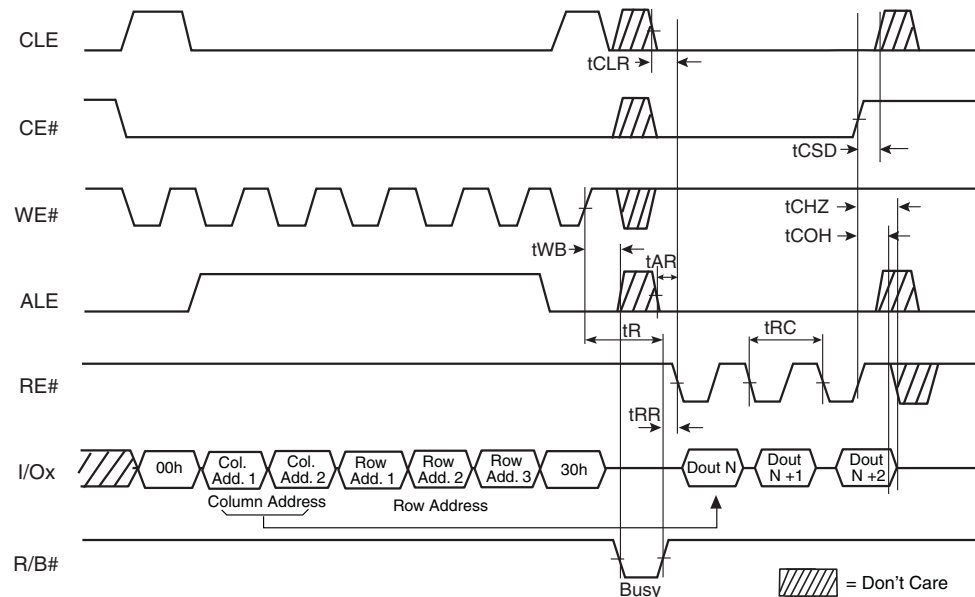 CLE
tCLR
CE#
tCSD
WE#
tCHZ
tCOH
tWB
tAR
ALE
tR
tRC
RE#
tRR
I/Ox
00h
Col.
Add. 1
Col.
Add. 2
Row
Add. 1
Row
Add. 2
Row
Add. 3
30h
Dout N
Dout
N +1
Dout
N +2
Column Address
Row Address
R/B#
Busy
= Don't Care